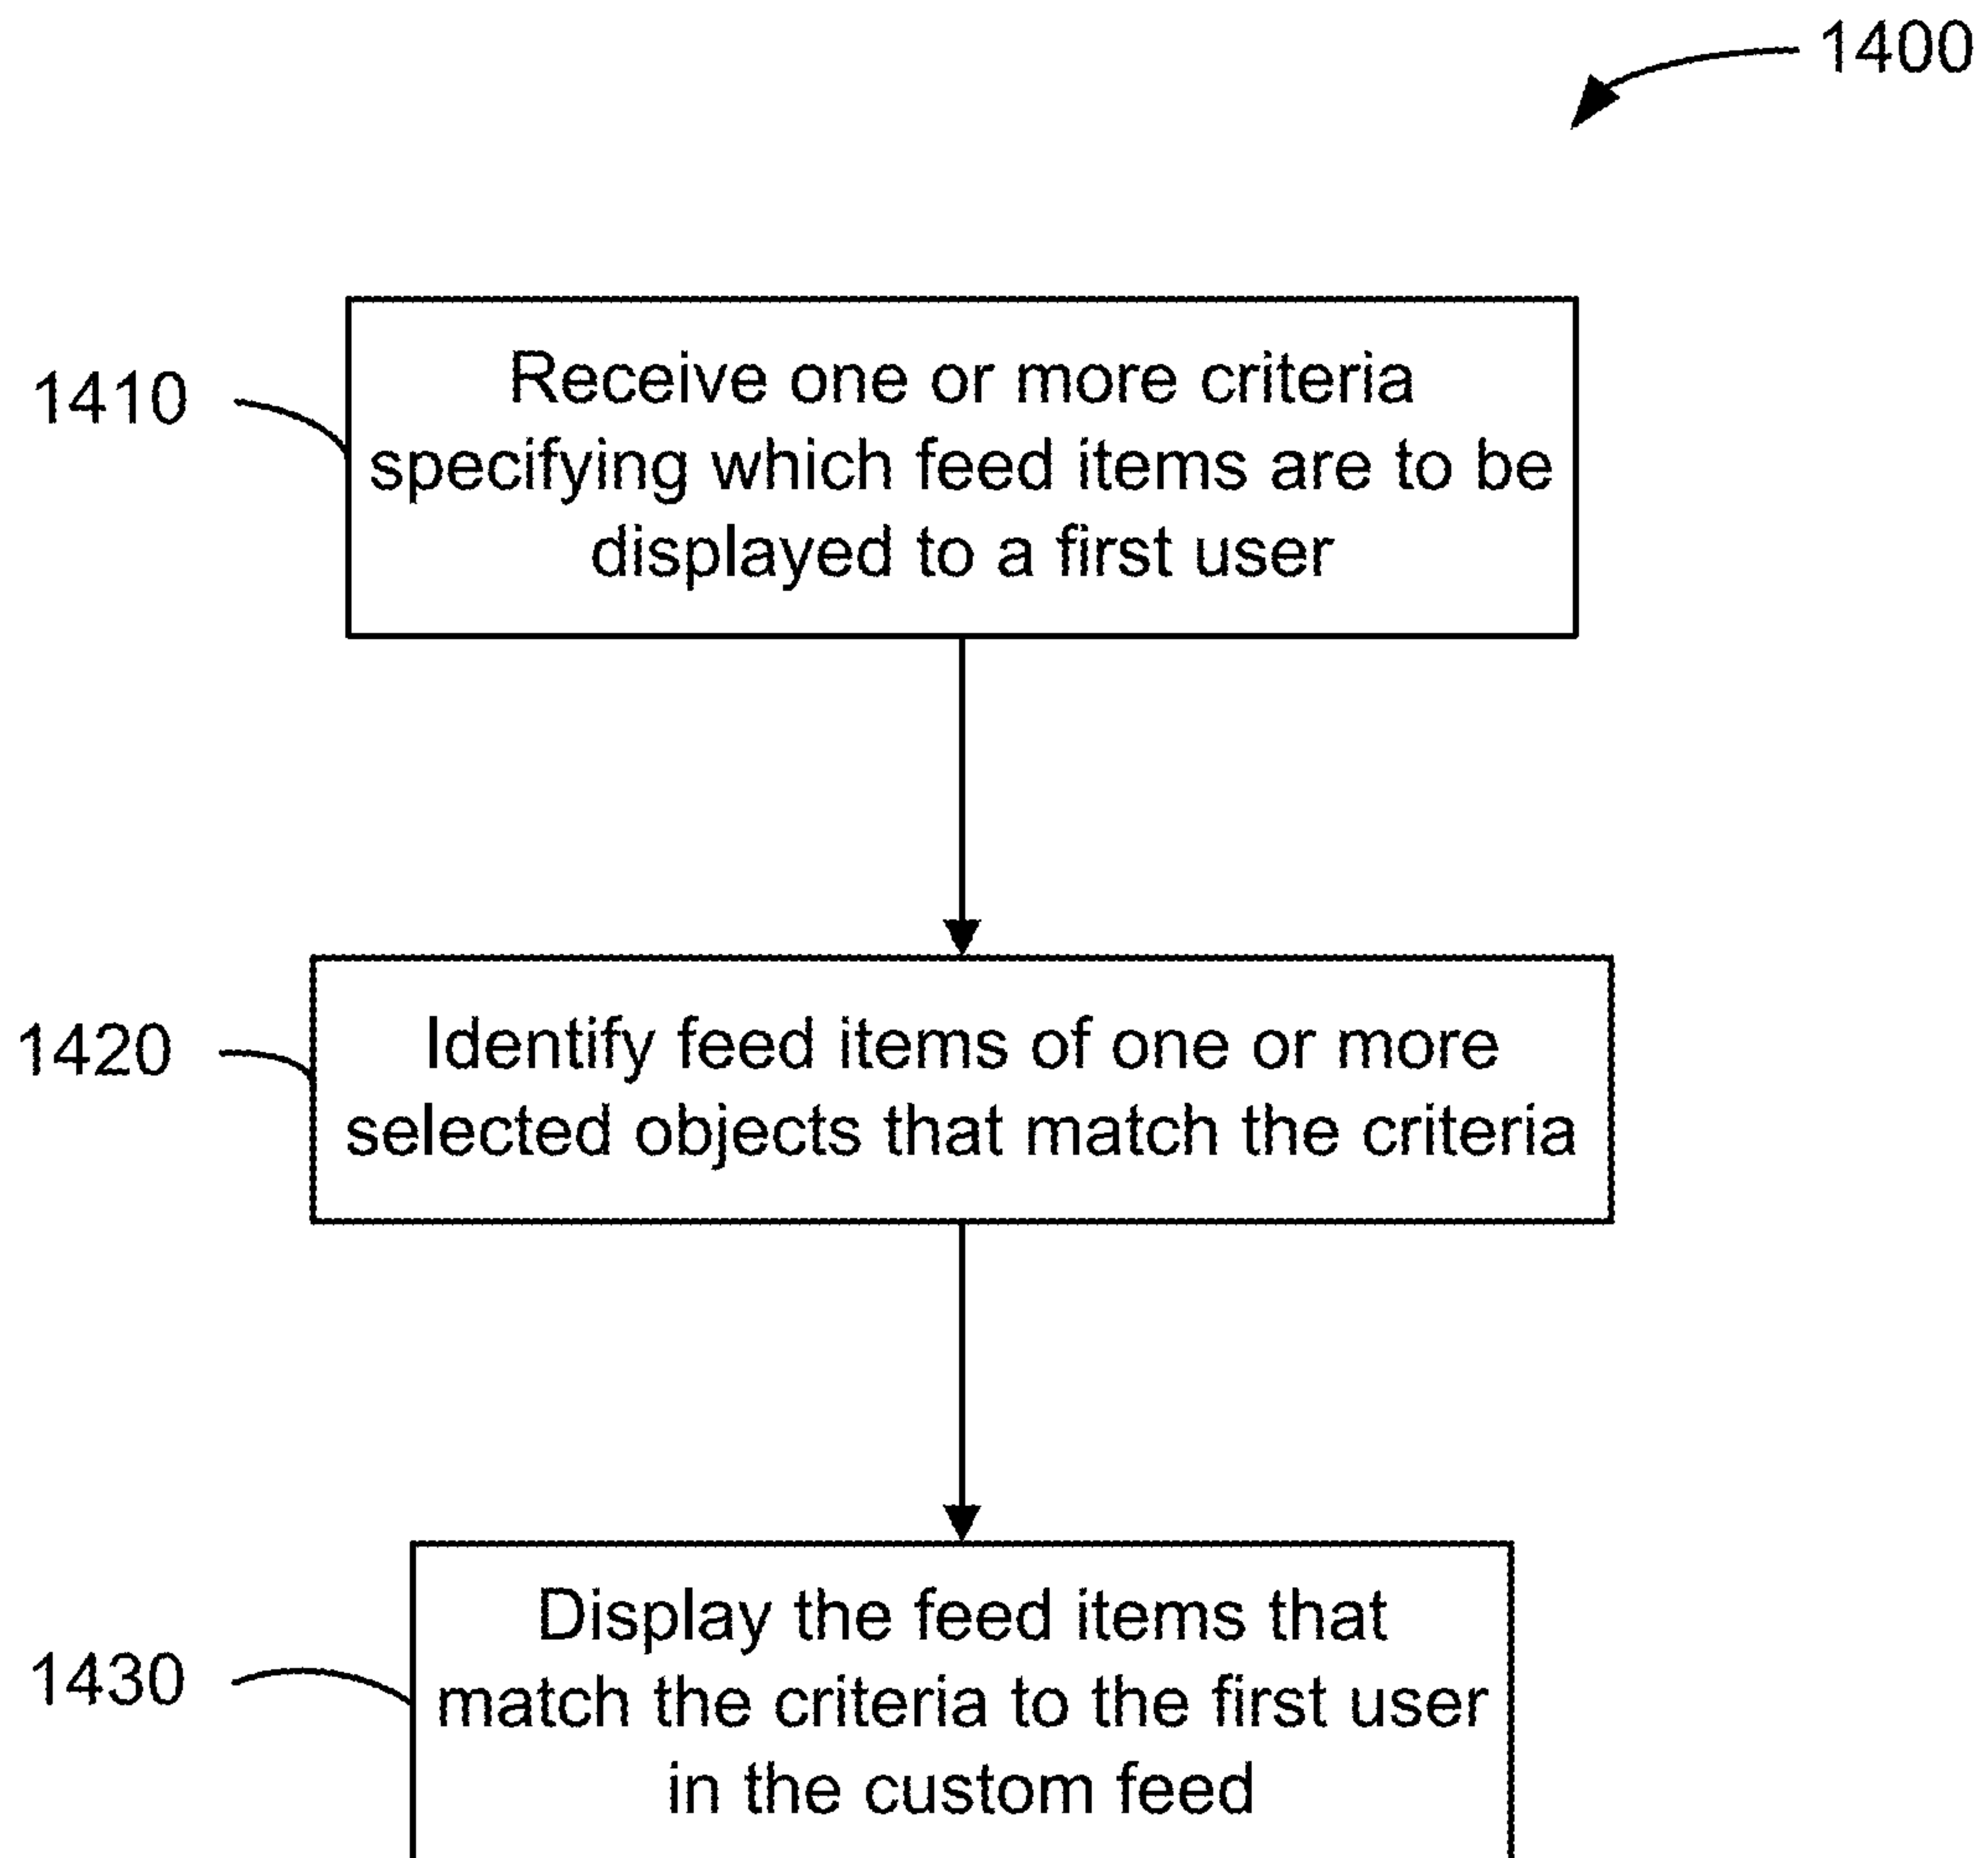 1400
1410
Receive one or more criteria
specifying which feed items are to be
displayed to a first user
1420
Identify feed items of one or more
selected objects that match the criteria
1430
Display the feed items that
match the criteria to the first user
in the custom feed